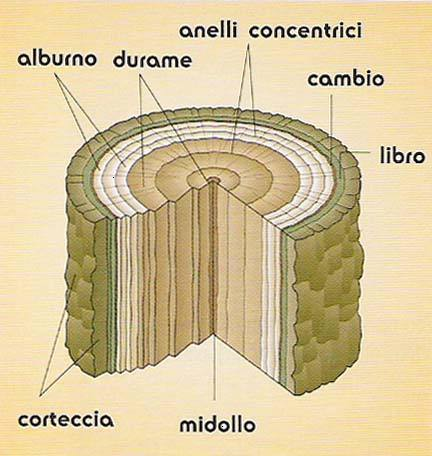 anelli concentrici
alburno durame
cambio
libro
corteccia
midollo